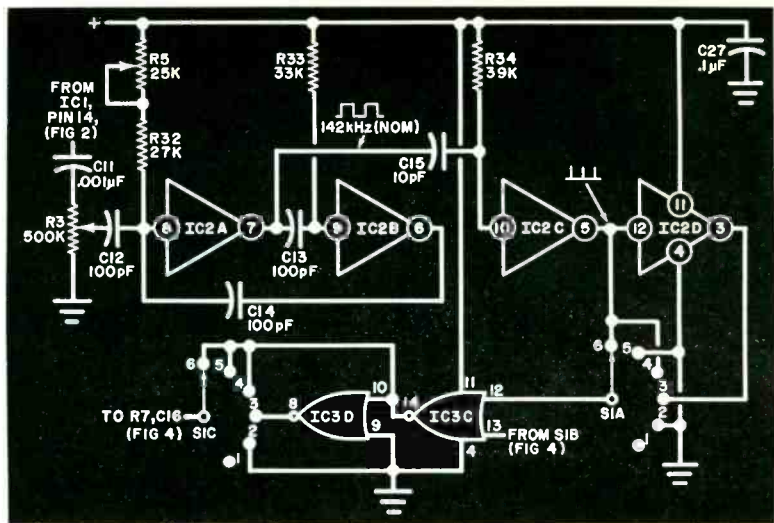 +
R5
25K
R33
33K
R34
39K
C27
.1µF
FROM
IC1,
PIN 14,
(FIG 2)
142kHz (NOM)
R32
27K
C15
10pF
C11
.001µF
R3
500K
C12
100pF
8
IC2A
7
C13
100pF
9
IC2B
6
10
IC2C
5
12
IC2D
11
4
3
C14
100pF
6
5
4
3
2
1
S1A
6
5
4
3
2
1
S1C
TO R7, C16
(FIG 4)
8
IC3D
10
9
14
IC3C
11
12
13
4
FROM S1B
(FIG 4)